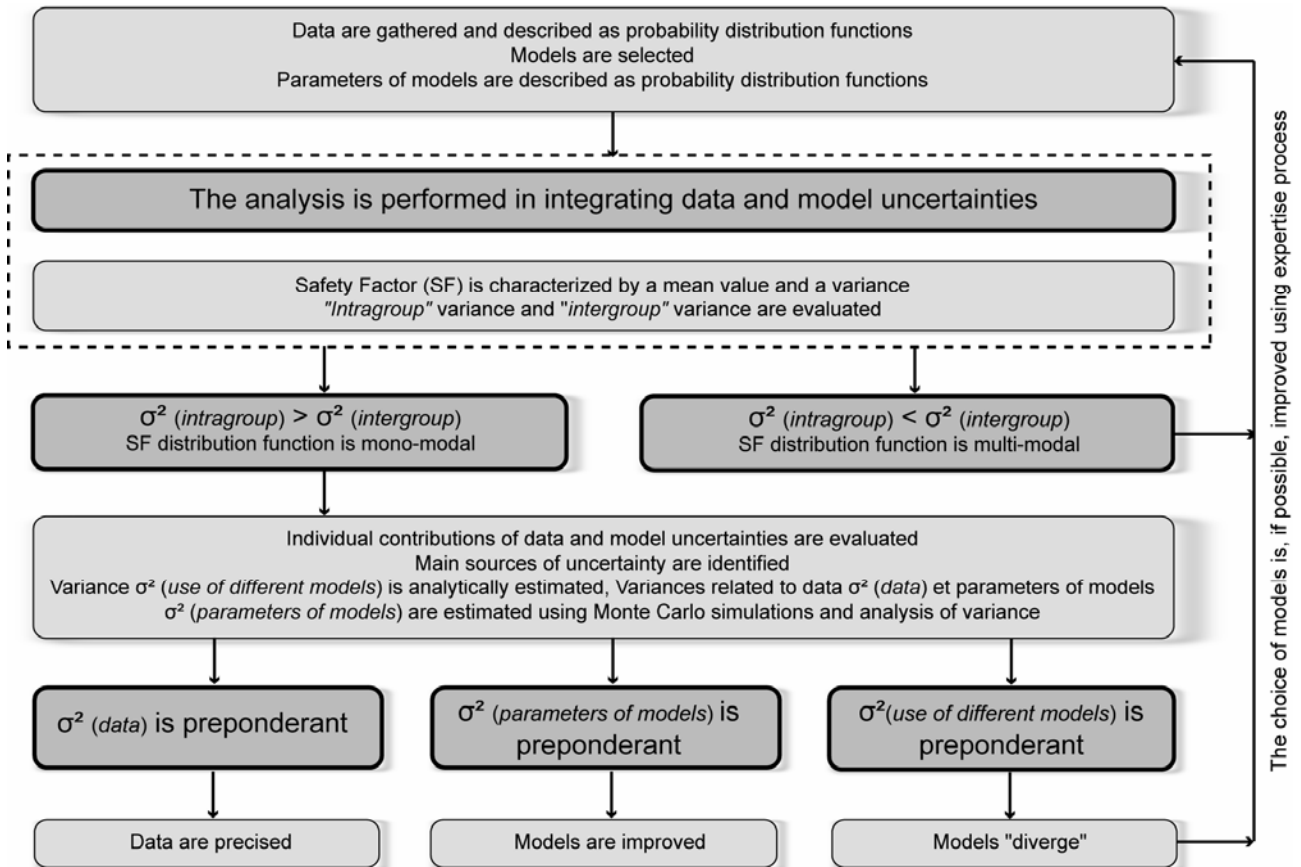 Data are gathered and described as probability distribution functions
Models are selected
Parameters of models are described as probability distribution functions
The analysis is performed in integrating data and model uncertainties
Safety Factor (SF) is characterized by a mean value and a variance
"Intragroup" variance and "intergroup" variance are evaluated
σ² (intragroup) > σ² (intergroup)
SF distribution function is mono-modal
σ² (intragroup) < σ² (intergroup)
SF distribution function is multi-modal
Individual contributions of data and model uncertainties are evaluated
Main sources of uncertainty are identified
Variance σ² (use of different models) is analytically estimated, Variances related to data σ² (data) et parameters of models
σ² (parameters of models) are estimated using Monte Carlo simulations and analysis of variance
σ² (data) is preponderant
σ² (parameters of models) is
preponderant
σ²(use of different models) is
preponderant
Data are precised
Models are improved
Models "diverge"
The choice of models is, if possible, improved using expertise process